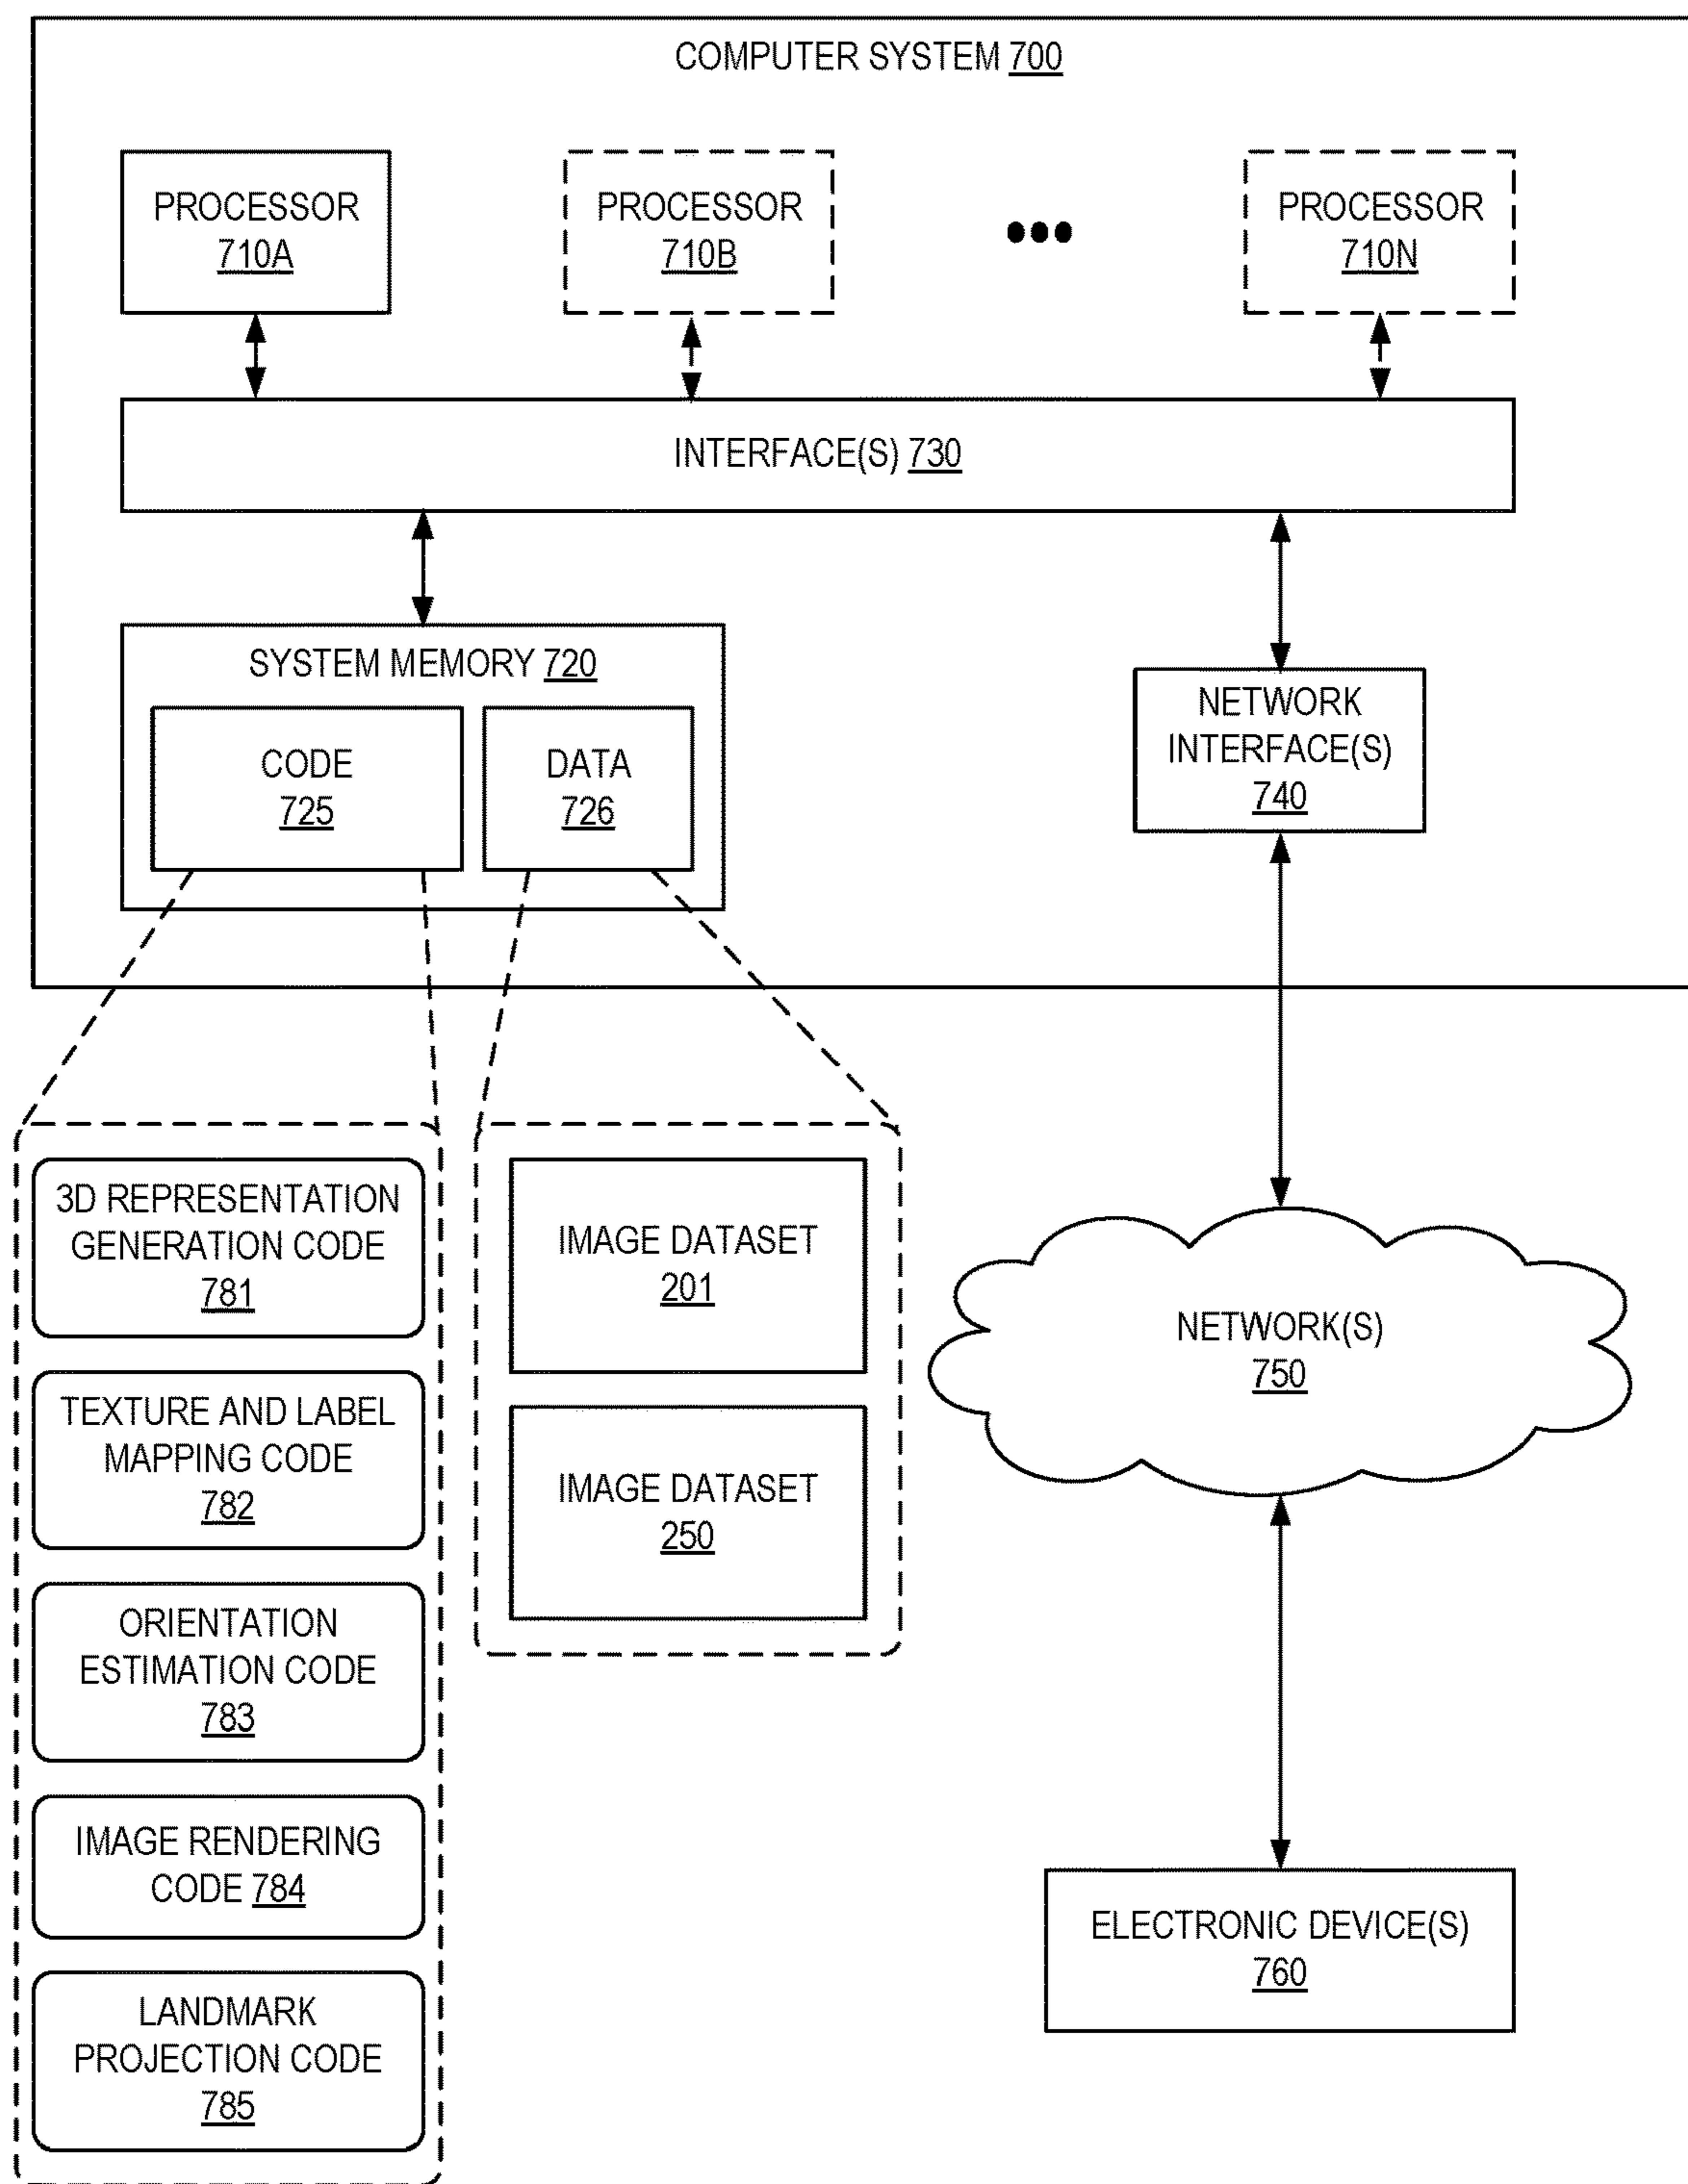 COMPUTER SYSTEM 700
PROCESSOR
710A
PROCESSOR
710B
PROCESSOR
710N
INTERFACE(S) 730
SYSTEM MEMORY 720
CODE
725
DATA
726
NETWORK
INTERFACE(S)
740
3D REPRESENTATION
GENERATION CODE
781
TEXTURE AND LABEL
MAPPING CODE
782
ORIENTATION
ESTIMATION CODE
783
IMAGE RENDERING
CODE 784
LANDMARK
PROJECTION CODE
785
IMAGE DATASET
201
IMAGE DATASET
250
NETWORK(S)
750
ELECTRONIC DEVICE(S)
760